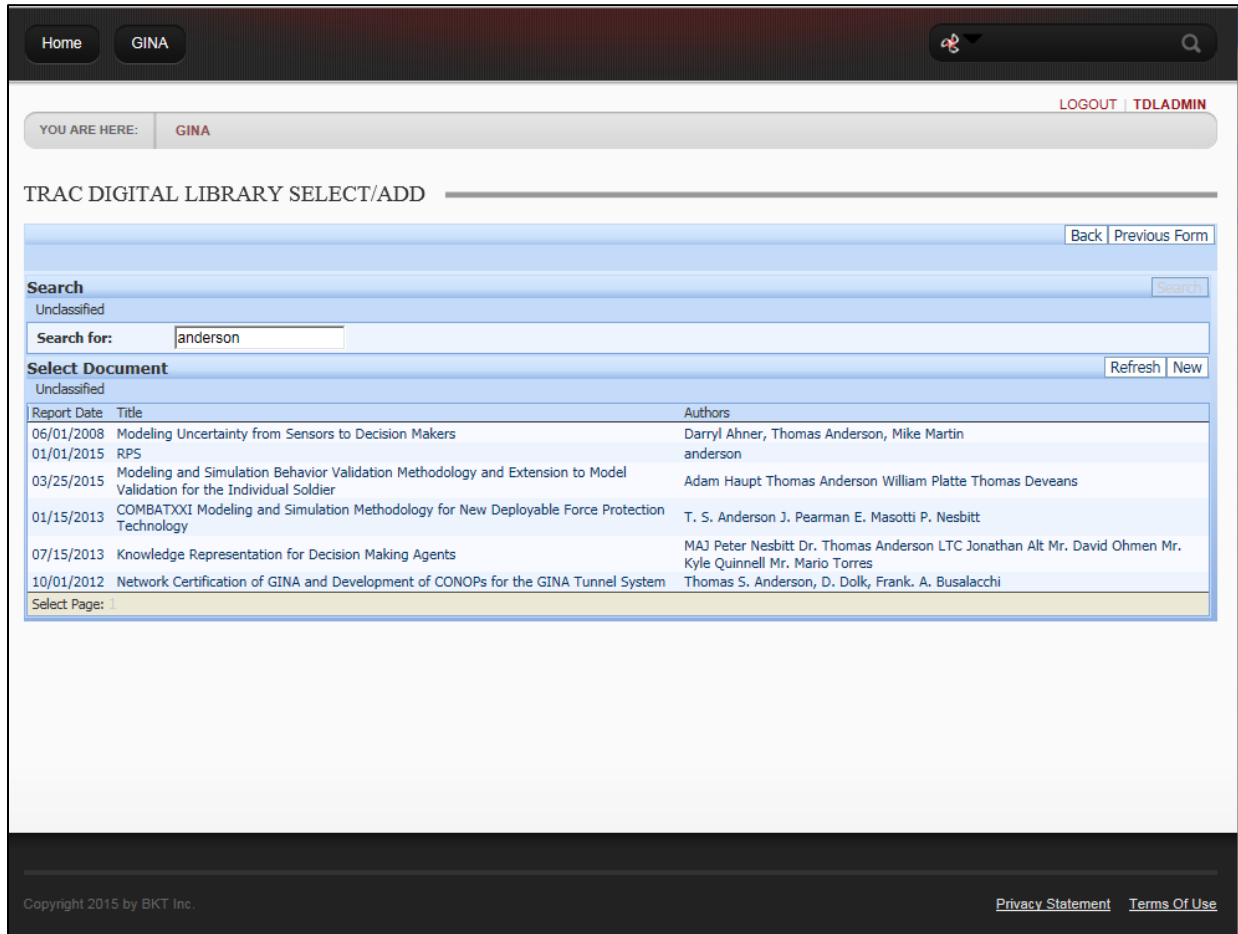 Home GINA
LOGOUT | TDLADMIN
YOU ARE HERE: GINA
TRAC DIGITAL LIBRARY SELECT/ADD
Back Previous Form
Search Search
Unclassified
Search for: anderson
Select Document Refresh New
Unclassified
Report Date Title Authors
06/01/2008 Modeling Uncertainty from Sensors to Decision Makers Darryl Ahner, Thomas Anderson, Mike Martin
01/01/2015 RPS anderson
03/25/2015 Modeling and Simulation Behavior Validation Methodology and Extension to Model
Validation for the Individual Soldier Adam Haupt Thomas Anderson William Platte Thomas Deveans
01/15/2013 COMBATXXI Modeling and Simulation Methodology for New Deployable Force Protection
Technology T. S. Anderson J. Pearman E. Masotti P. Nesbitt
07/15/2013 Knowledge Representation for Decision Making Agents MAJ Peter Nesbitt Dr. Thomas Anderson LTC Jonathan Alt Mr. David Ohmen Mr.
Kyle Quinnell Mr. Mario Torres
10/01/2012 Network Certification of GINA and Development of CONOPs for the GINA Tunnel System Thomas S. Anderson, D. Dolk, Frank. A. Busalacchi
Select Page: 1
Copyright 2015 by BKT Inc. Privacy Statement Terms Of Use